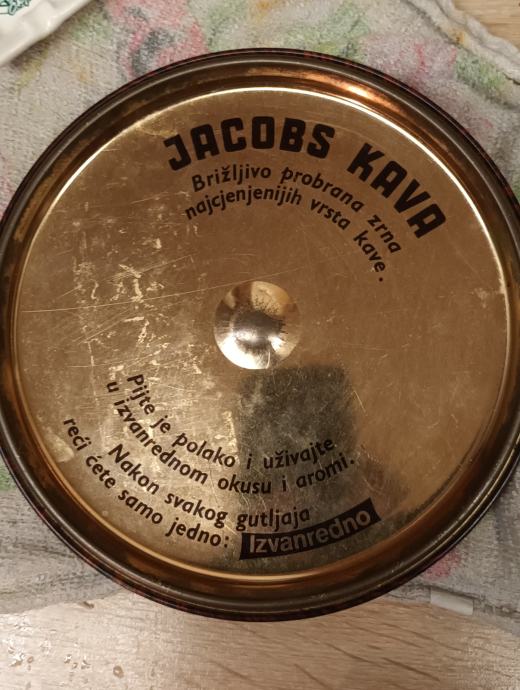 JACOBS KAVA
Brižljivo probrana zrna
najcjenjenijih vrsta kave.
Pijte je polako i uživajte
u izvanrednom okusu i aromi.
Nakon svakog gutljaja
reći ćete samo jedno: Izvanredno